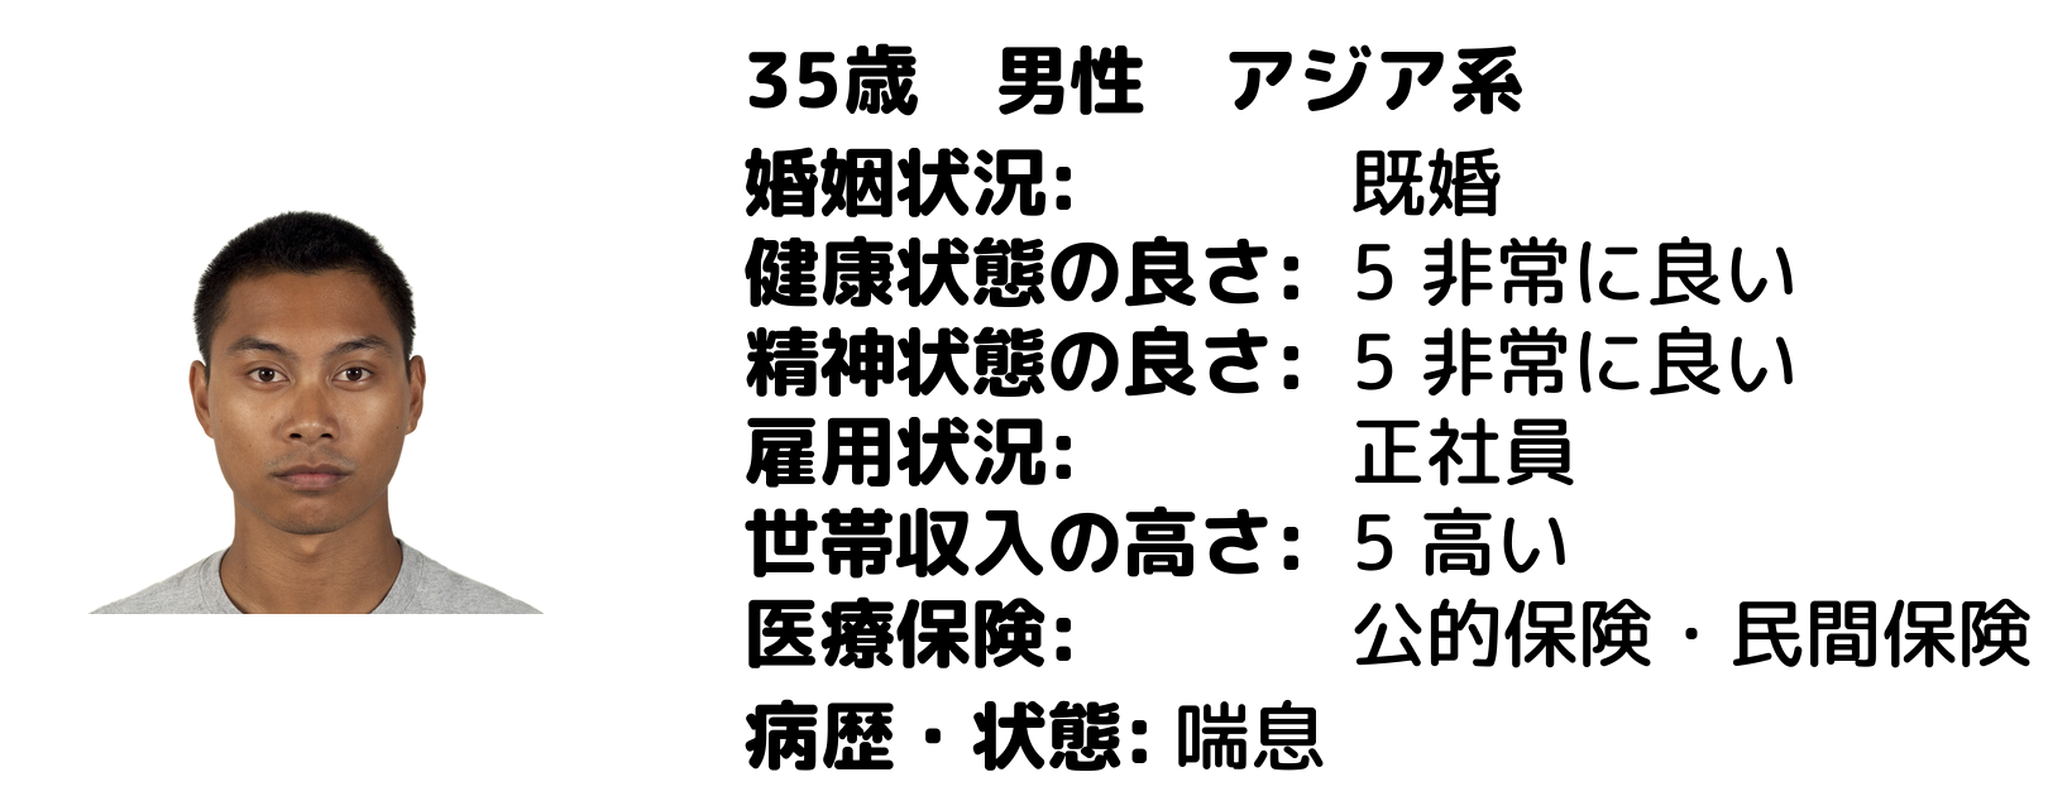 35歳　男性　アジア系
婚姻状況: 既婚
健康状態の良さ: 5 非常に良い
精神状態の良さ: 5 非常に良い
雇用状況: 正社員
世帯収入の高さ: 5 高い
医療保険: 公的保険・民間保険
病歴・状態: 喘息